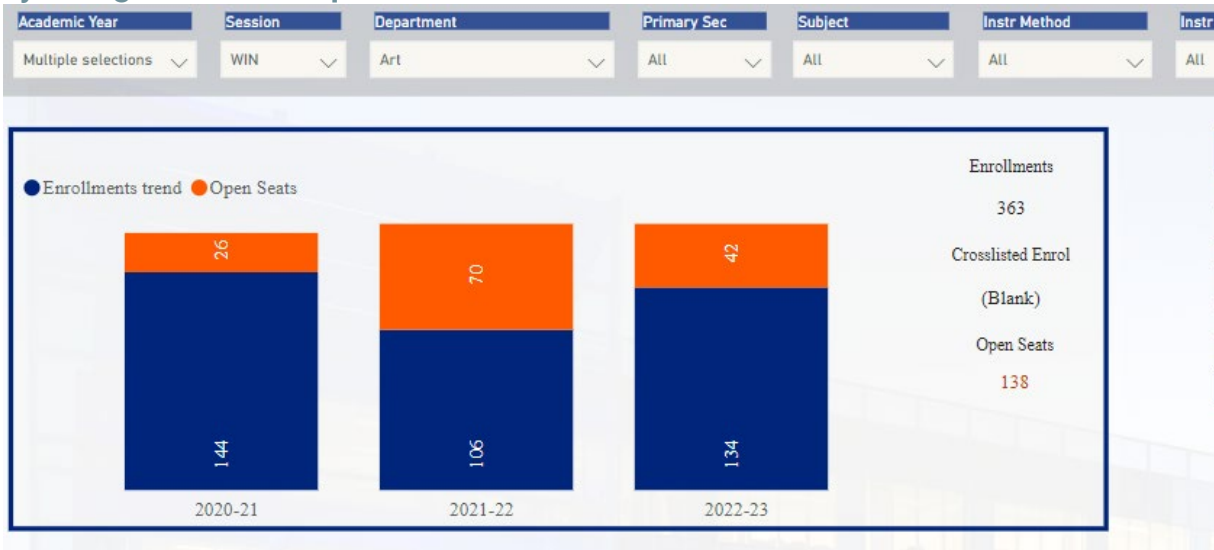 Academic Year Session Department Primary Sec Subject Instr Method Instr
Multiple selections WIN Art All All All All
Enrollments trend Open Seats
Enrollments
363
Crosslisted Enrol
(Blank)
Open Seats
138
26 70 42
144 106 134
2020-21 2021-22 2022-23